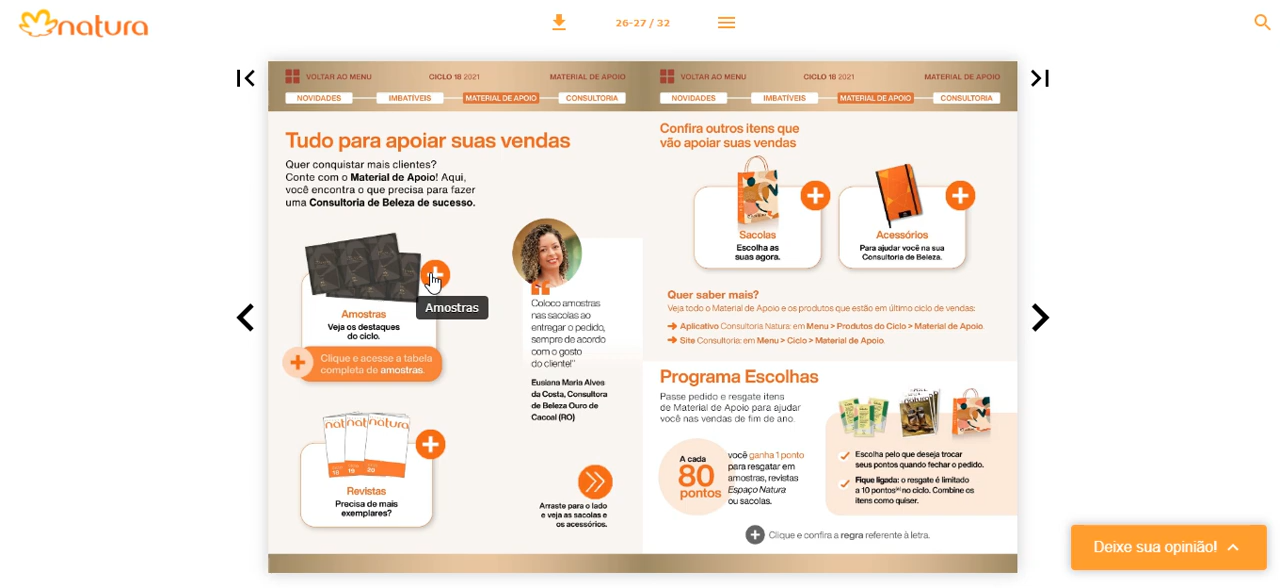 natura
26-27 / 32
VOLTAR AO MENU
CICLO 18 2021
MATERIAL DE APOIO
NOVIDADES
IMBATÍVEIS
MATERIAL DE APOIO
CONSULTORIA
Tudo para apoiar suas vendas
Quer conquistar mais clientes?
Conte com o Material de Apoio! Aqui,
você encontra o que precisa para fazer
uma Consultoria de Beleza de sucesso.
Amostras
Amostras
Veja os destaques
do ciclo.
Clique e acesse a tabela
completa de amostras.
Coloco amostras
nas sacolas ao
entregar o pedido,
sempre de acordo
com o gosto
do cliente!"
Eusiana Maria Alves
da Costa, Consultora
de Beleza Ouro de
Cacoal (RO)
natura
Revistas
Precisa de mais
exemplares?
Arraste para o lado
e veja as sacolas e
os acessórios.
VOLTAR AO MENU
CICLO 18 2021
MATERIAL DE APOIO
NOVIDADES
IMBATÍVEIS
MATERIAL DE APOIO
CONSULTORIA
Confira outros itens que
vão apoiar suas vendas
Sacolas
Escolha as
suas agora.
Acessórios
Para ajudar você na sua
Consultoria de Beleza.
Quer saber mais?
Veja todo o Material de Apoio e os produtos que estão em último ciclo de vendas:
Aplicativo Consultoria Natura: em Menu > Produtos do Ciclo > Material de Apoio
Site Consultoria: em Menu > Ciclo > Material de Apoio.
Programa Escolhas
Passe pedido e resgate itens
de Material de Apoio para ajudar
você nas vendas de fim de ano.
A cada
80
pontos
você ganha 1 ponto
para resgatar em
amostras, revistas
Espaço Natura
ou sacolas.
Escolha pelo que deseja trocar
seus pontos quando fechar o pedido.
Fique ligada: o resgate é limitado
a 10 pontos no ciclo. Combine os
itens como quiser.
Clique e confira a regra referente à letra.
Deixe sua opinião!